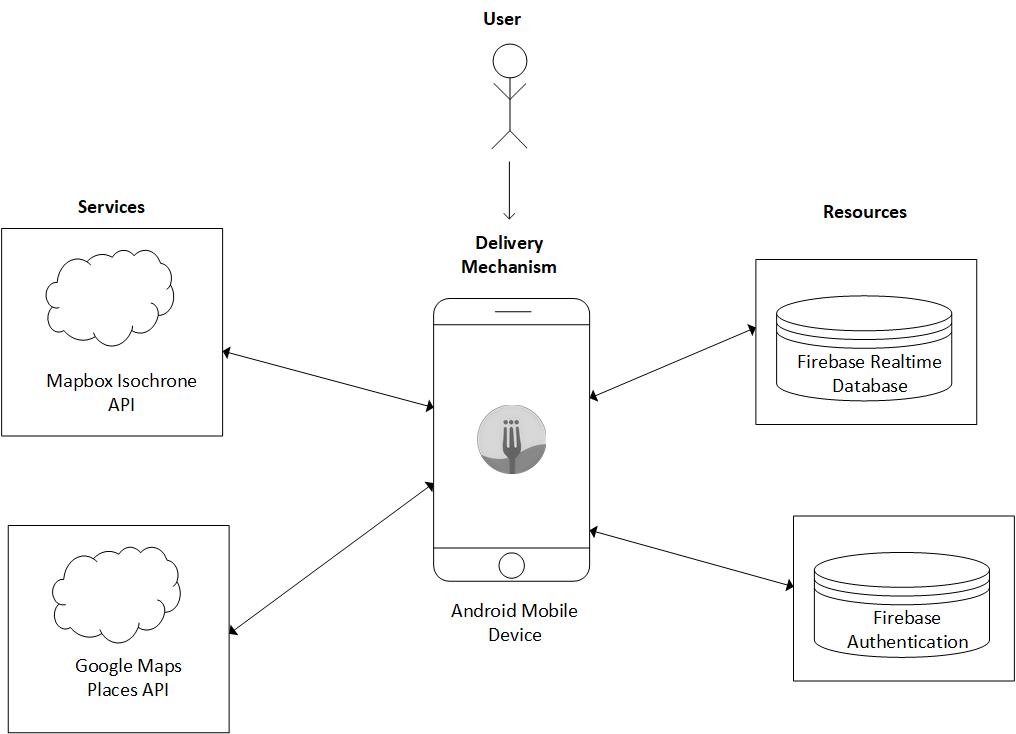 User
Services
Resources
Delivery
Mechanism
Mapbox Isochrone
API
Firebase Realtime
Database
Google Maps
Places API
Android Mobile
Device
Firebase
Authentication